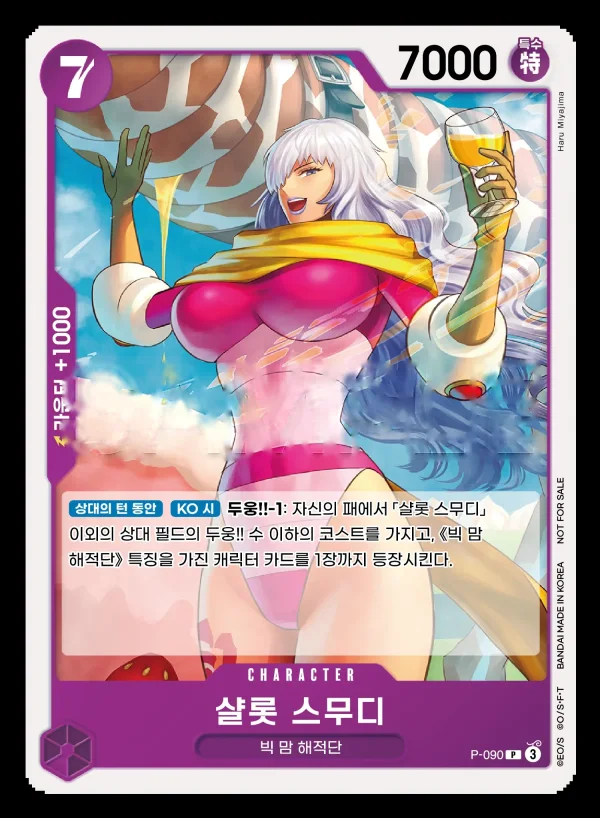 7
7000
특수
特
Haru Miyajima
카운터 +1000
상대의 턴 동안 KO 시 두웅!!-1: 자신의 패에서 「샬롯 스무디」
이외의 상대 필드의 두웅!! 수 이하의 코스트를 가지고, 《빅 맘
해적단》 특징을 가진 캐릭터 카드를 1장까지 등장시킨다.
CHARACTER
샬롯 스무디
빅 맘 해적단
P-090 P 3
©EO/S ©O/S·F·T BANDAI MADE IN KOREA NOT FOR SALE